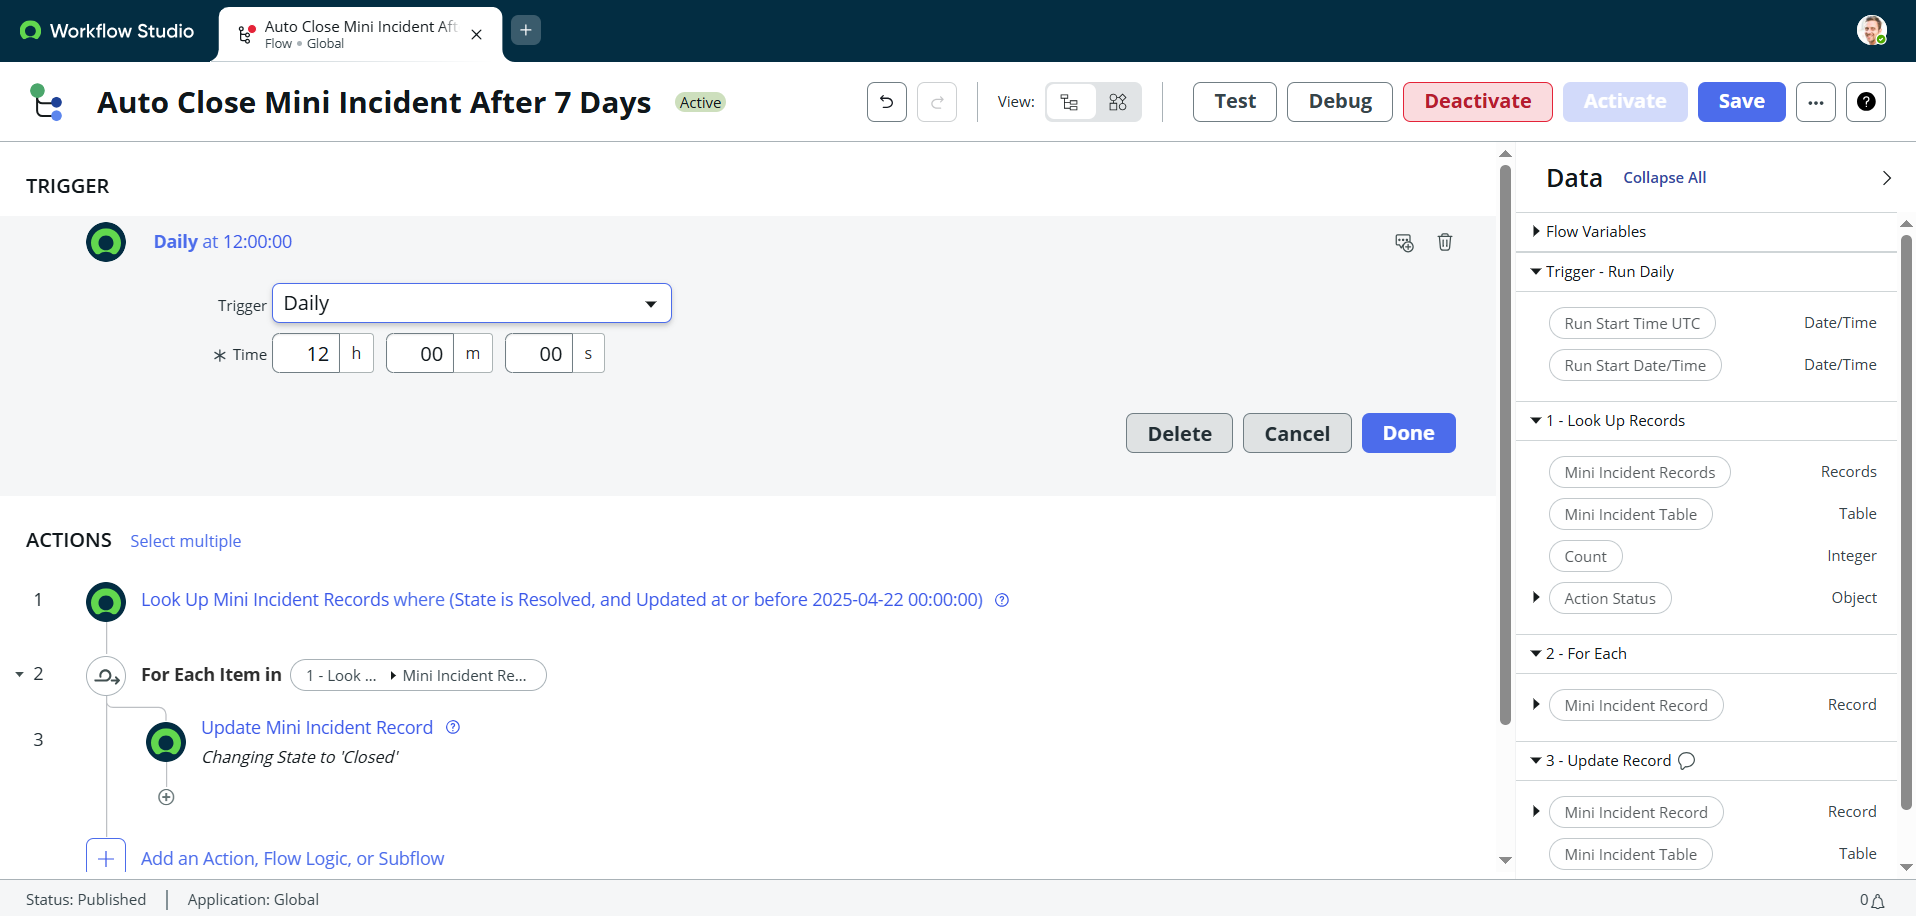 Workflow Studio
Auto Close Mini Incident Aft
Flow • Global
Auto Close Mini Incident After 7 Days
Active
View:
Test
Debug
Deactivate
Activate
Save
TRIGGER
Daily at 12:00:00
Trigger
Daily
Time
12 h 00 m 00 s
Delete
Cancel
Done
ACTIONS
Select multiple
1
Look Up Mini Incident Records where (State is Resolved, and Updated at or before 2025-04-22 00:00:00)
2
For Each Item in
1 - Look ... Mini Incident Re...
3
Update Mini Incident Record
Changing State to 'Closed'
Add an Action, Flow Logic, or Subflow
Data
Collapse All
Flow Variables
Trigger - Run Daily
Run Start Time UTC Date/Time
Run Start Date/Time Date/Time
1 - Look Up Records
Mini Incident Records Records
Mini Incident Table Table
Count Integer
Action Status Object
2 - For Each
Mini Incident Record Record
3 - Update Record
Mini Incident Record Record
Mini Incident Table Table
Status: Published
Application: Global
0